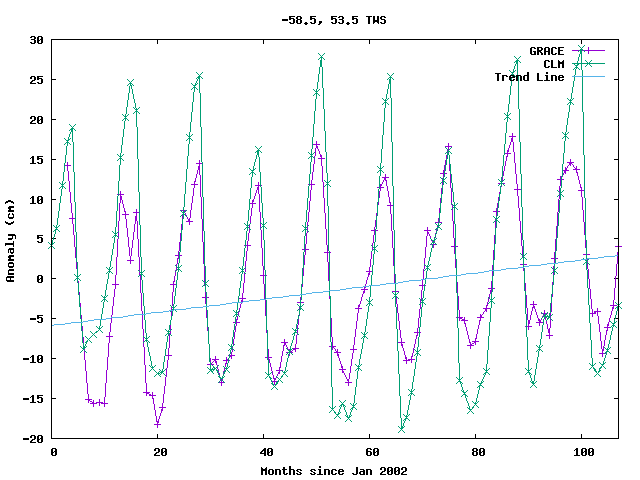 -58.5, 53.5 TWS
GRACE
CLM
Trend Line
30
25
20
15
10
5
0
-5
-10
-15
-20
Anomaly (cm)
0 20 40 60 80 100
Months since Jan 2002